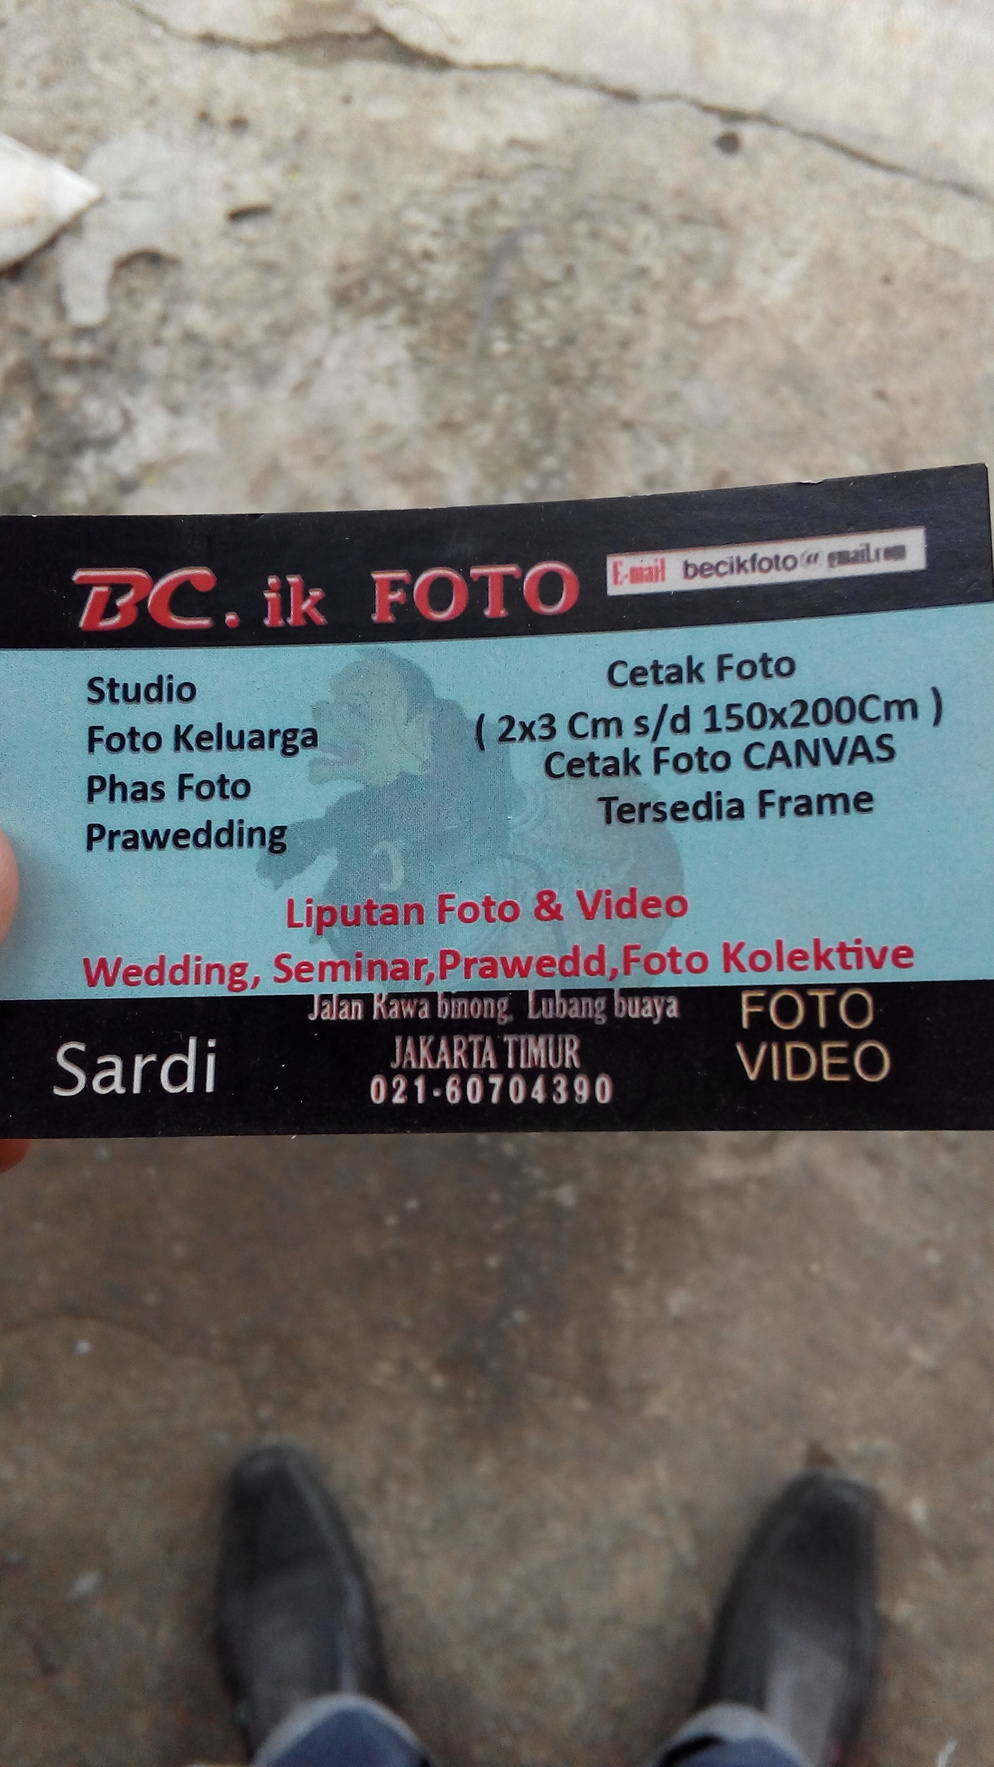 BC.ik FOTO
E-mail becikfoto@gmail.com
Studio
Foto Keluarga
Phas Foto
Prawedding
Cetak Foto
( 2x3 Cm s/d 150x200Cm )
Cetak Foto CANVAS
Tersedia Frame
Liputan Foto & Video
Wedding, Seminar,Prawedd,Foto Kolektive
Sardi
Jalan Rawa binong, Lubang buaya
JAKARTA TIMUR
021-60704390
FOTO
VIDEO